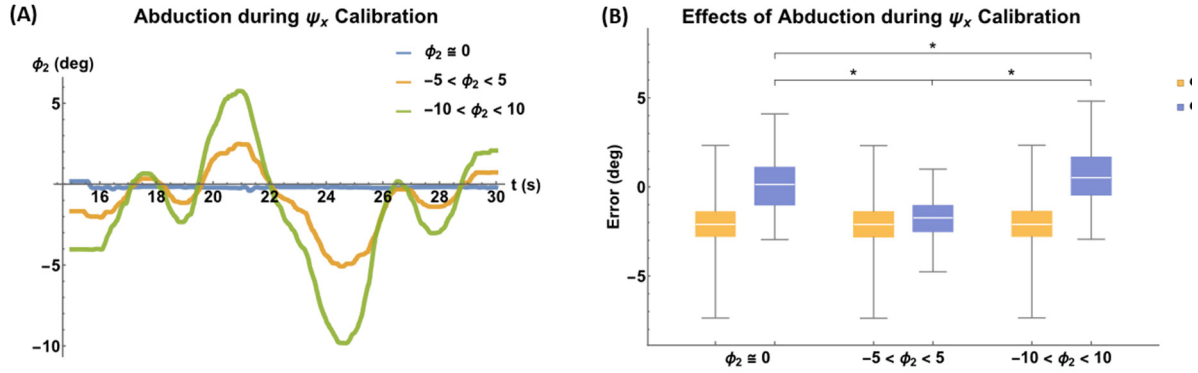 (A)
Abduction during ψx Calibration
ϕ2 (deg)
ϕ2 ≅ 0
−5 < ϕ2 < 5
−10 < ϕ2 < 10
5
t (s)
16 18 20 22 24 26 28 30
−5
−10
(B)
Effects of Abduction during ψx Calibration
*
* *
5
0
−5
Error (deg)
ϕ2 ≅ 0 −5 < ϕ2 < 5 −10 < ϕ2 < 10